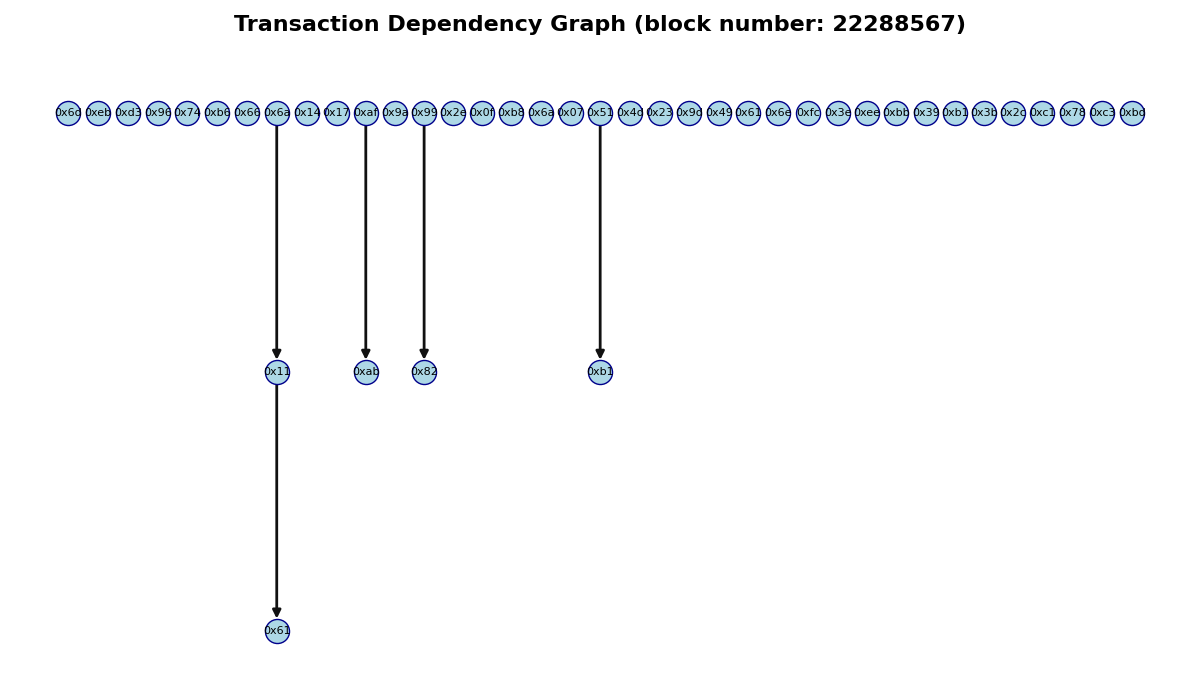 Transaction Dependency Graph (block number: 22288567)
0x6d 0xeb 0xd3 0x96 0x74 0xb6 0x66 0x6a 0x14 0x17 0xaf 0x9a 0x99 0x2e 0x0f 0xb8 0x6a 0x07 0x51 0x4d 0x23 0x9d 0x49 0x61 0x6e 0xfc 0x3e 0xee 0xbb 0x39 0xb1 0x3b 0x2d 0xc1 0x78 0xc3 0xbd
0x11 0xab 0x82 0xb1
0x61